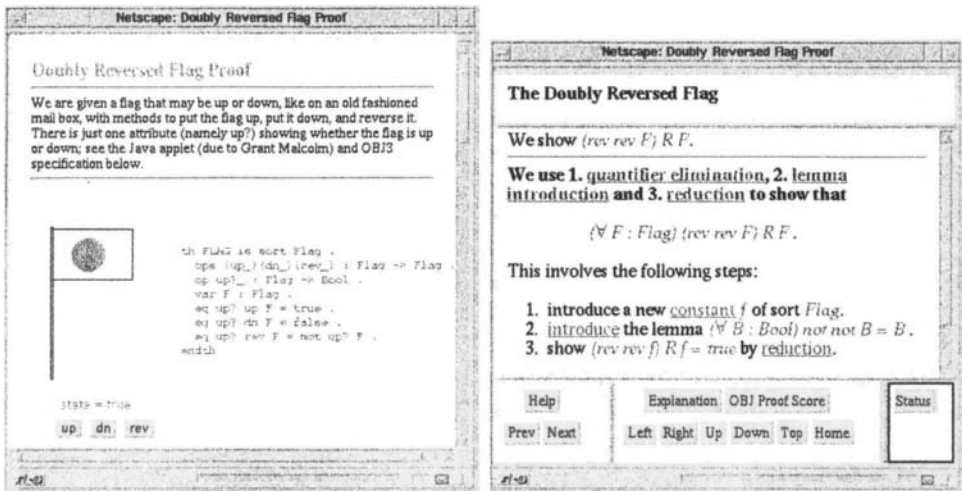 Netscape: Doubly Reversed Flag Proof
Doubly Reversed Flag Proof
We are given a flag that may be up or down, like on an old fashioned
mail box, with methods to put the flag up, put it down, and reverse it.
There is just one attribute (namely up?) showing whether the flag is up
or down; see the Java applet (due to Grant Malcolm) and OBJ3
specification below.
th FLAG is sort Flag .
ops (up_)(dn_)(rev_) : Flag -> Flag .
op up?_ : Flag -> Bool .
var F : Flag .
eq up? up F = true .
eq up? dn F = false .
eq up? rev F = not up? F .
endth
state = true
up dn rev
Netscape: Doubly Reversed Flag Proof
The Doubly Reversed Flag
We show (rev rev F) R F.
We use 1. quantifier elimination, 2. lemma
introduction and 3. reduction to show that
(∀ F : Flag) (rev rev F) R F .
This involves the following steps:
1. introduce a new constant f of sort Flag.
2. introduce the lemma (∀ B : Bool) not not B = B .
3. show (rev rev f) R f = true by reduction.
Help Explanation OBJ Proof Score Status
Prev Next Left Right Up Down Top Home